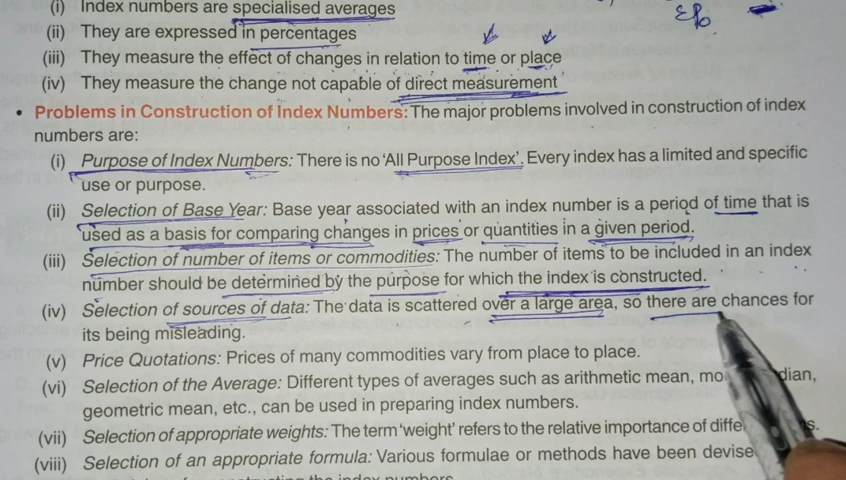 (i) Index numbers are specialised averages
(ii) They are expressed in percentages
(iii) They measure the effect of changes in relation to time or place
(iv) They measure the change not capable of direct measurement
• Problems in Construction of Index Numbers: The major problems involved in construction of index
numbers are:
(i) Purpose of Index Numbers: There is no 'All Purpose Index'. Every index has a limited and specific
use or purpose.
(ii) Selection of Base Year: Base year associated with an index number is a period of time that is
used as a basis for comparing changes in prices or quantities in a given period.
(iii) Selection of number of items or commodities: The number of items to be included in an index
number should be determined by the purpose for which the index is constructed.
(iv) Selection of sources of data: The data is scattered over a large area, so there are chances for
its being misleading.
(v) Price Quotations: Prices of many commodities vary from place to place.
(vi) Selection of the Average: Different types of averages such as arithmetic mean,
geometric mean, etc., can be used in preparing index numbers.
(vii) Selection of appropriate weights: The term 'weight' refers to the relative importance of
(viii) Selection of an appropriate formula: Various formulae or methods have been
the index numbers